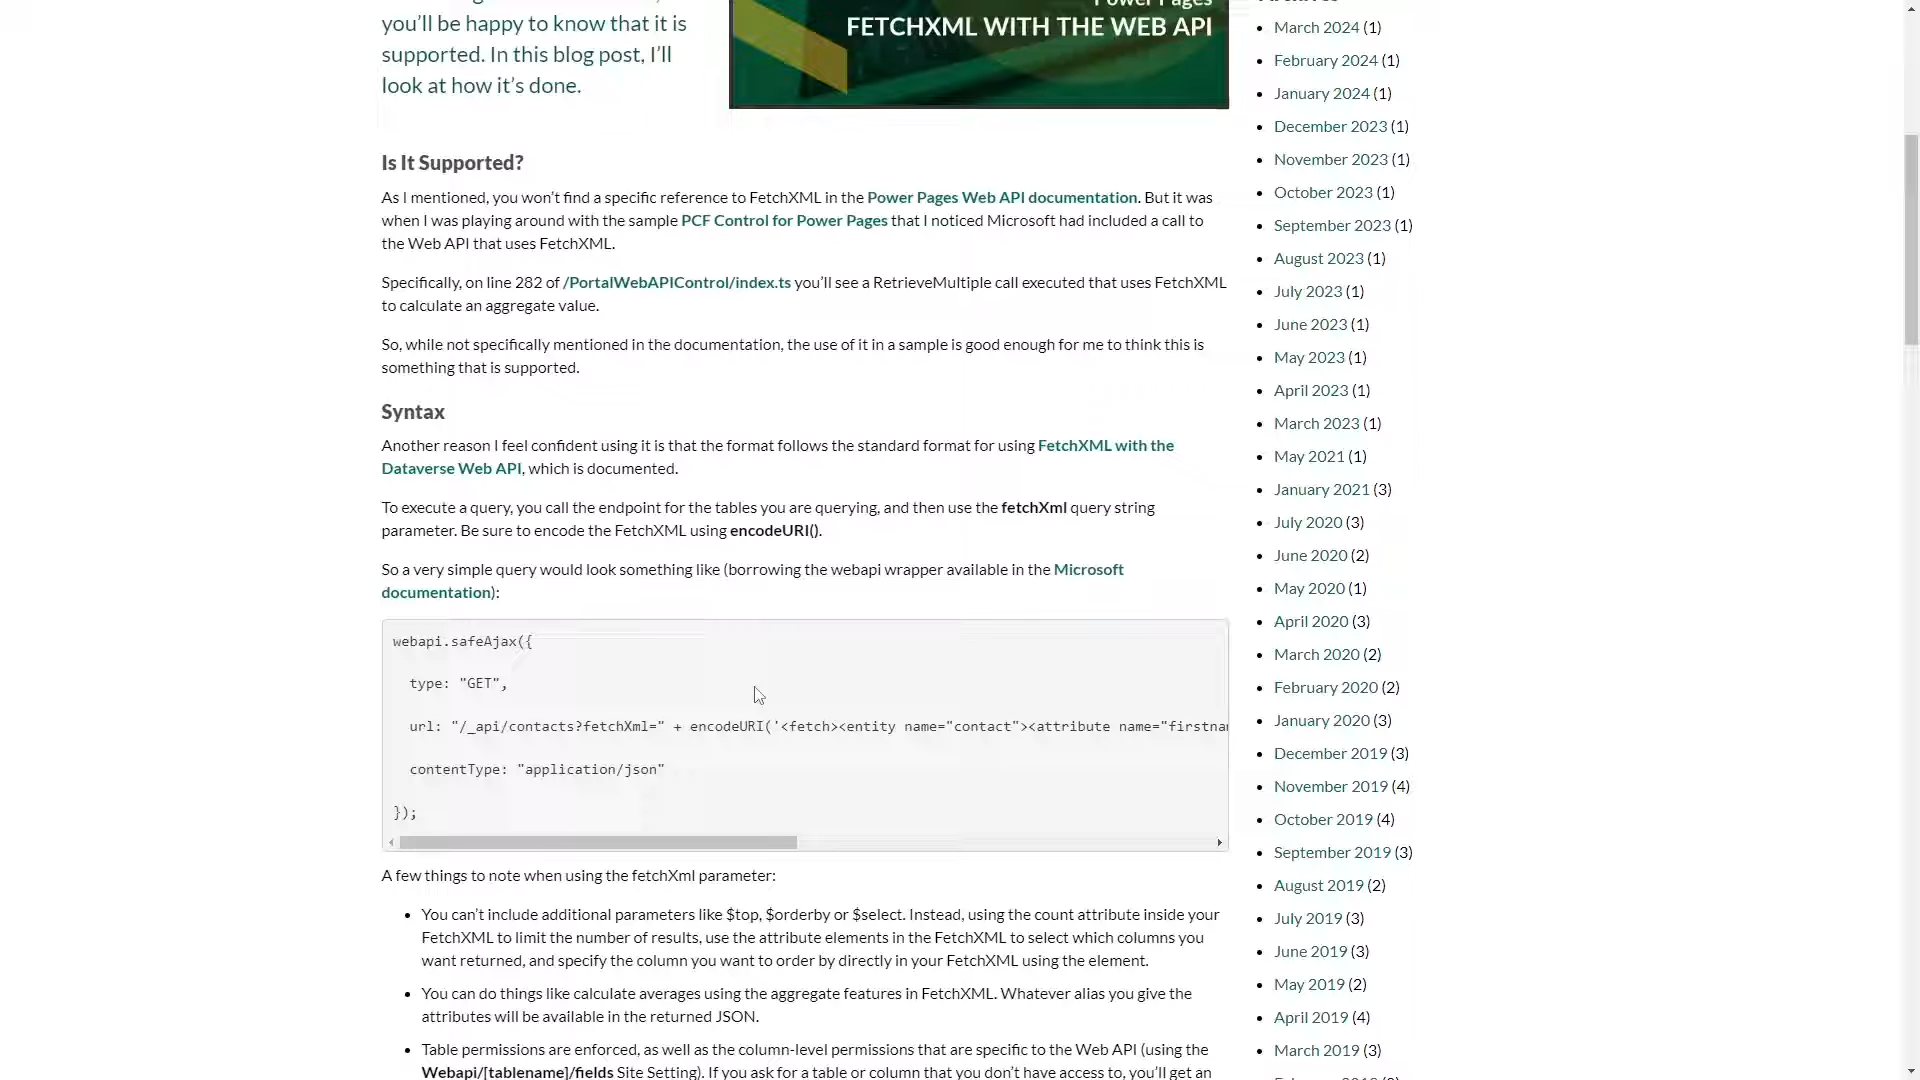 you'll be happy to know that it is
supported. In this blog post, I'll
look at how it's done.
Power Pages
FETCHXML WITH THE WEB API
Is It Supported?
As I mentioned, you won't find a specific reference to FetchXML in the Power Pages Web API documentation. But it was
when I was playing around with the sample PCF Control for Power Pages that I noticed Microsoft had included a call to
the Web API that uses FetchXML.
Specifically, on line 282 of /PortalWebAPIControl/index.ts you'll see a RetrieveMultiple call executed that uses FetchXML
to calculate an aggregate value.
So, while not specifically mentioned in the documentation, the use of it in a sample is good enough for me to think this is
something that is supported.
Syntax
Another reason I feel confident using it is that the format follows the standard format for using FetchXML with the
Dataverse Web API, which is documented.
To execute a query, you call the endpoint for the tables you are querying, and then use the fetchXml query string
parameter. Be sure to encode the FetchXML using encodeURI().
So a very simple query would look something like (borrowing the webapi wrapper available in the Microsoft
documentation):
webapi.safeAjax({
type: "GET",
url: "/_api/contacts?fetchXml=" + encodeURI('<fetch><entity name="contact"><attribute name="firstna
contentType: "application/json"
});
A few things to note when using the fetchXml parameter:
• You can't include additional parameters like $top, $orderby or $select. Instead, using the count attribute inside your
FetchXML to limit the number of results, use the attribute elements in the FetchXML to select which columns you
want returned, and specify the column you want to order by directly in your FetchXML using the element.
• You can do things like calculate averages using the aggregate features in FetchXML. Whatever alias you give the
attributes will be available in the returned JSON.
• Table permissions are enforced, as well as the column-level permissions that are specific to the Web API (using the
Webapi/[tablename]/fields Site Setting). If you ask for a table or column that you don't have access to, you'll get an
• March 2024 (1)
• February 2024 (1)
• January 2024 (1)
• December 2023 (1)
• November 2023 (1)
• October 2023 (1)
• September 2023 (1)
• August 2023 (1)
• July 2023 (1)
• June 2023 (1)
• May 2023 (1)
• April 2023 (1)
• March 2023 (1)
• May 2021 (1)
• January 2021 (3)
• July 2020 (3)
• June 2020 (2)
• May 2020 (1)
• April 2020 (3)
• March 2020 (2)
• February 2020 (2)
• January 2020 (3)
• December 2019 (3)
• November 2019 (4)
• October 2019 (4)
• September 2019 (3)
• August 2019 (2)
• July 2019 (3)
• June 2019 (3)
• May 2019 (2)
• April 2019 (4)
• March 2019 (3)